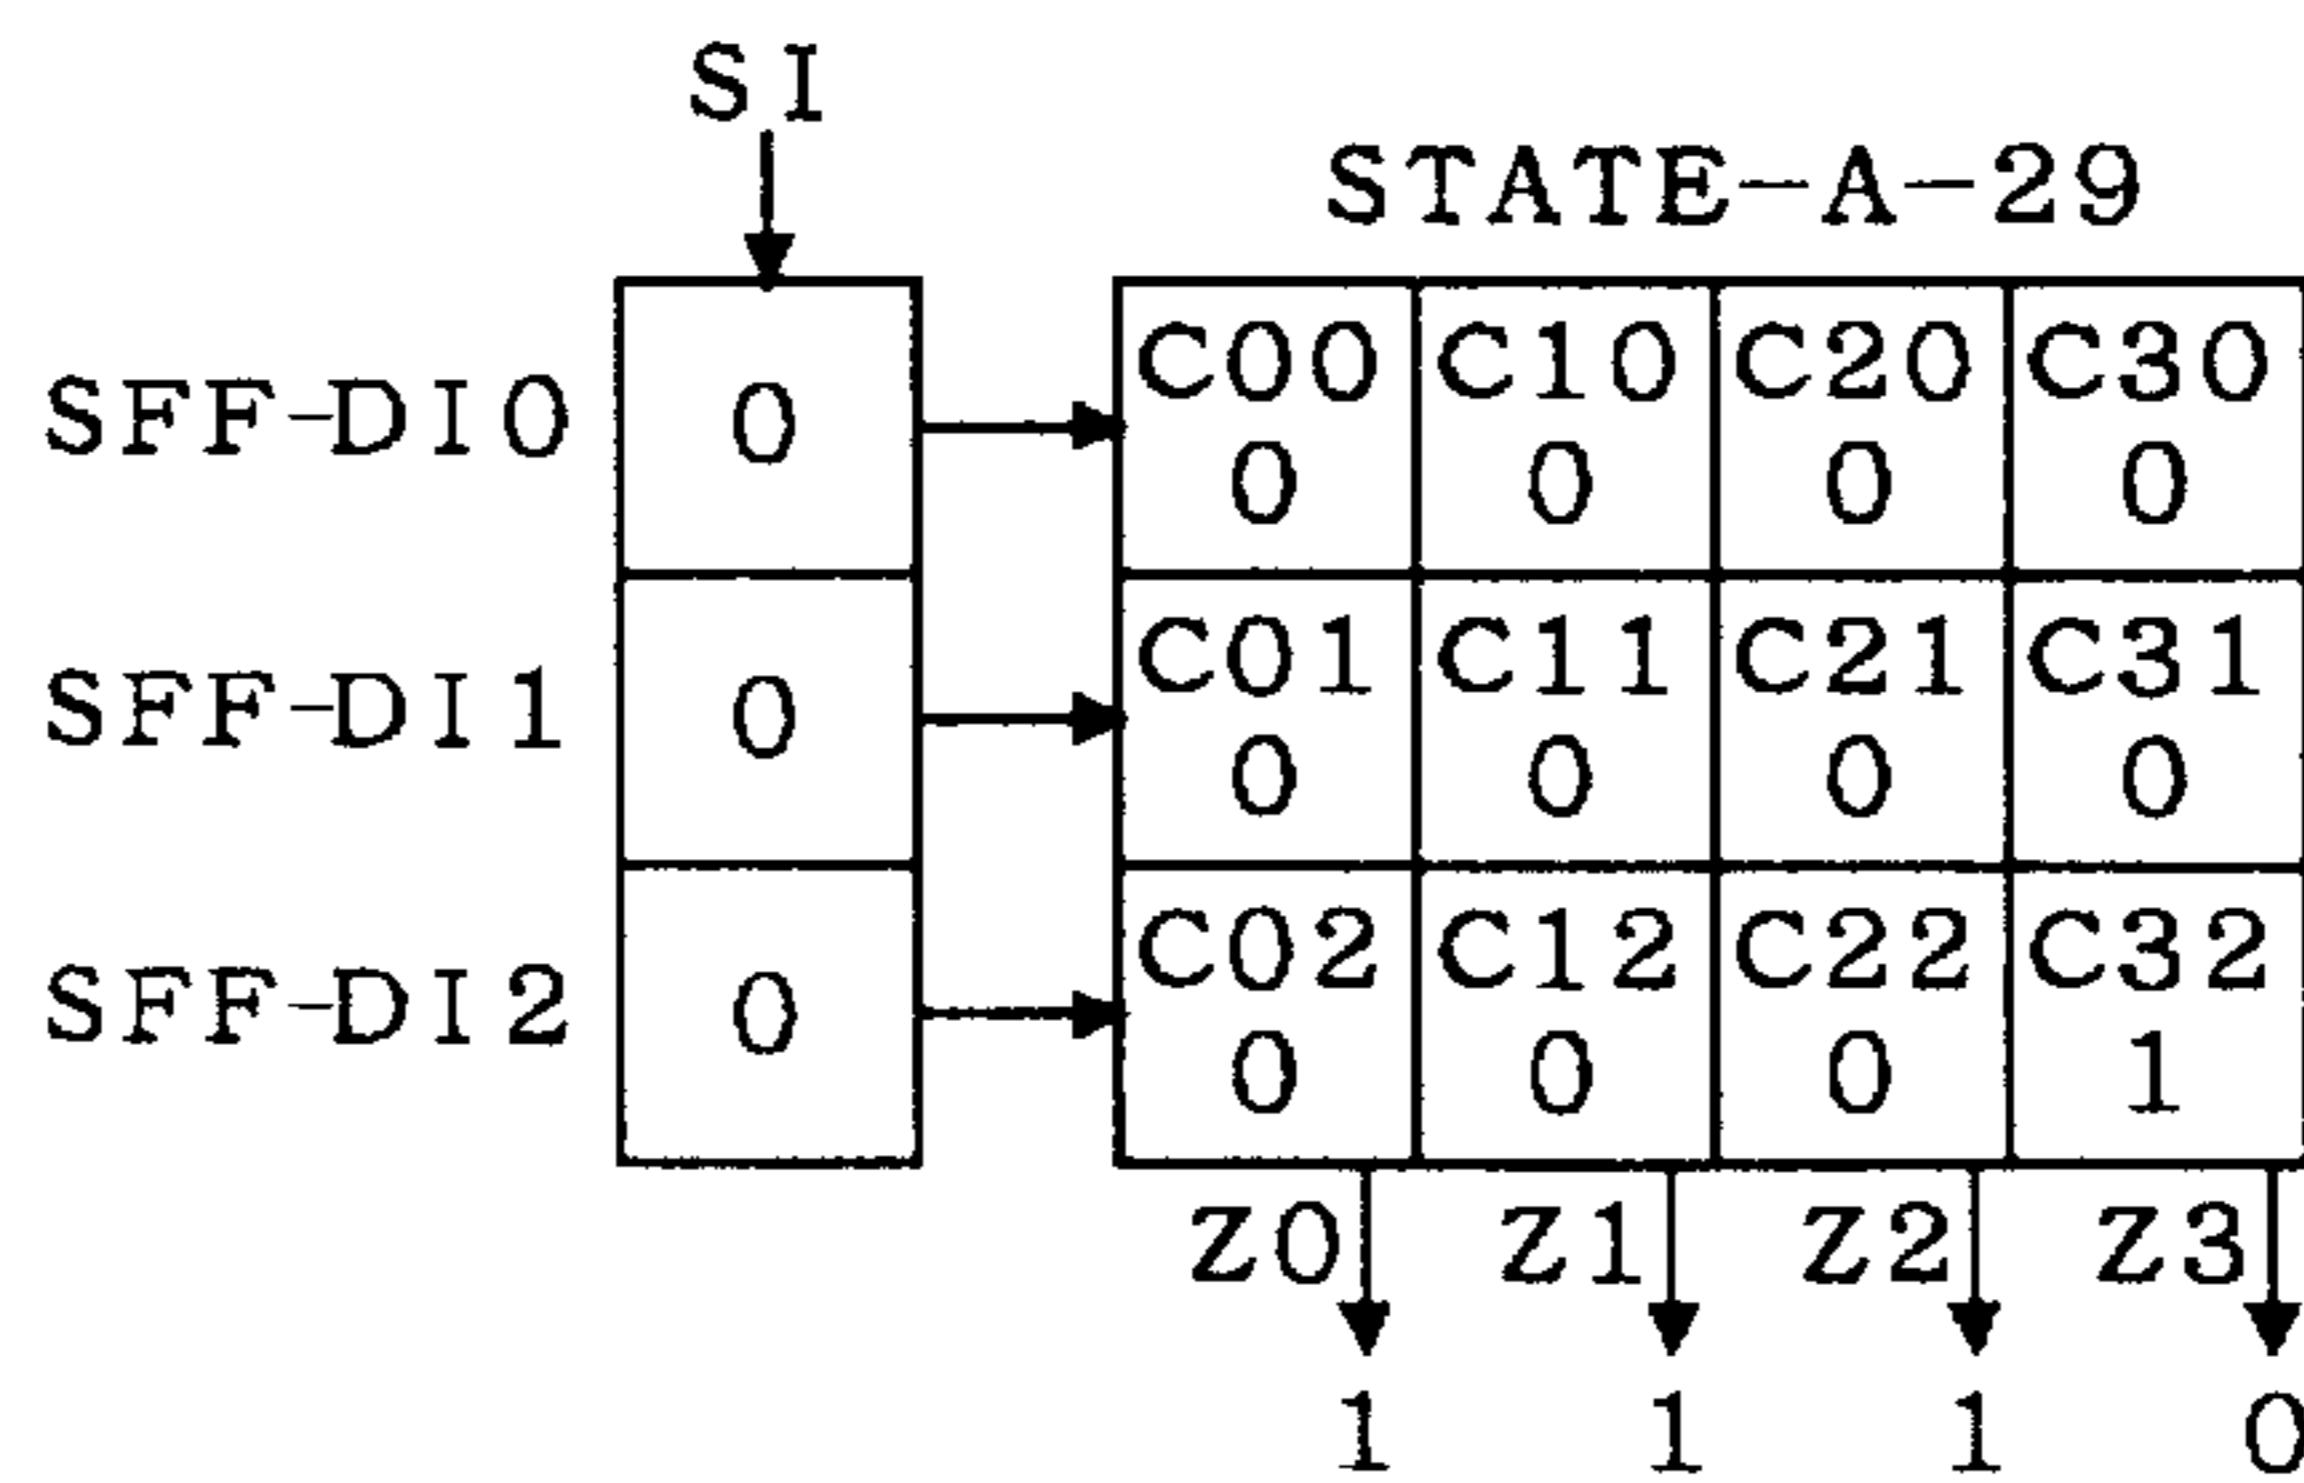 SI
STATE-A-29
C00 C10 C20 C30
SFF-DI0 0 0 0 0 0
C01 C11 C21 C31
SFF-DI1 0 0 0 0 0
C02 C12 C22 C32
SFF-DI2 0 0 0 0 1
Z0 Z1 Z2 Z3
1 1 1 0